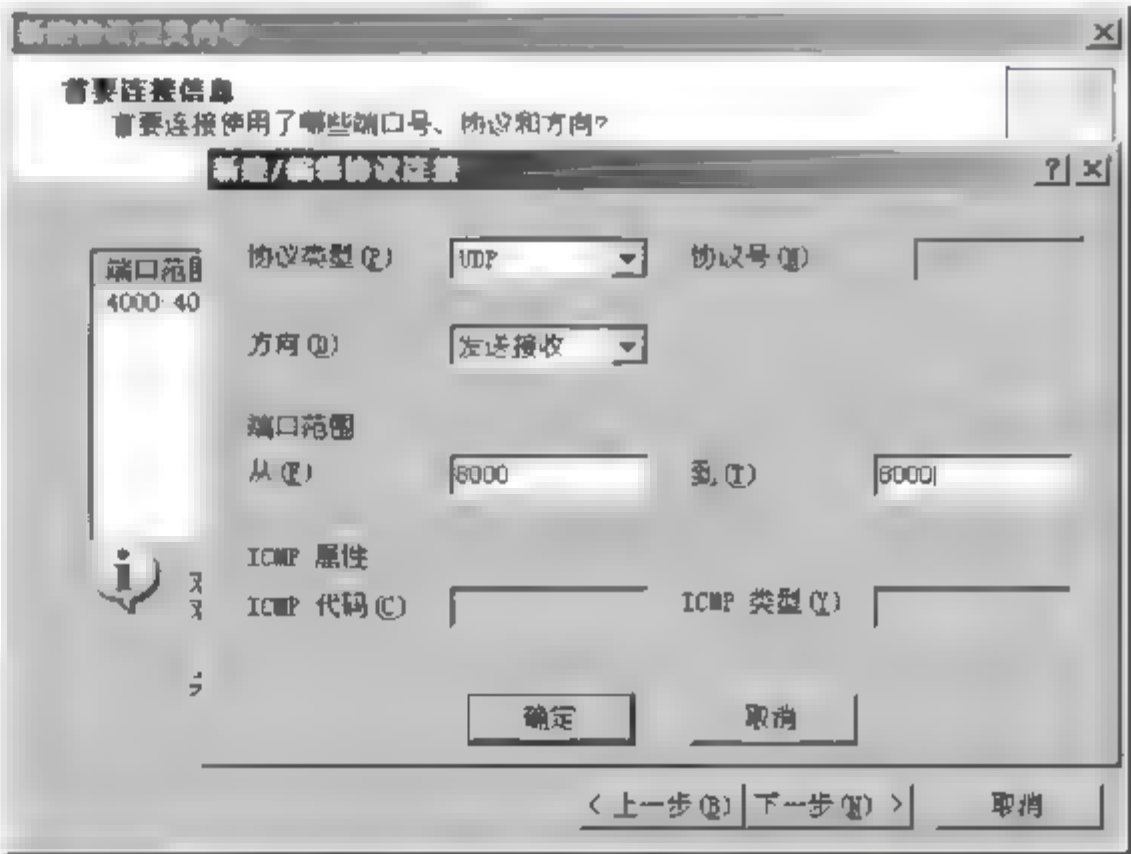 首要连接信息
首要连接使用了哪些端口号、协议和方向?
新建/编辑协议连接
端口范
4000 40
协议类型(P)
UDP
协议号(N)
方向(D)
发送接收
端口范围
从(F)
8000
到(T)
8000
ICMP 属性
ICMP 代码(C)
ICMP 类型(Y)
确定
取消
< 上一步(B)
下一步(N) >
取消